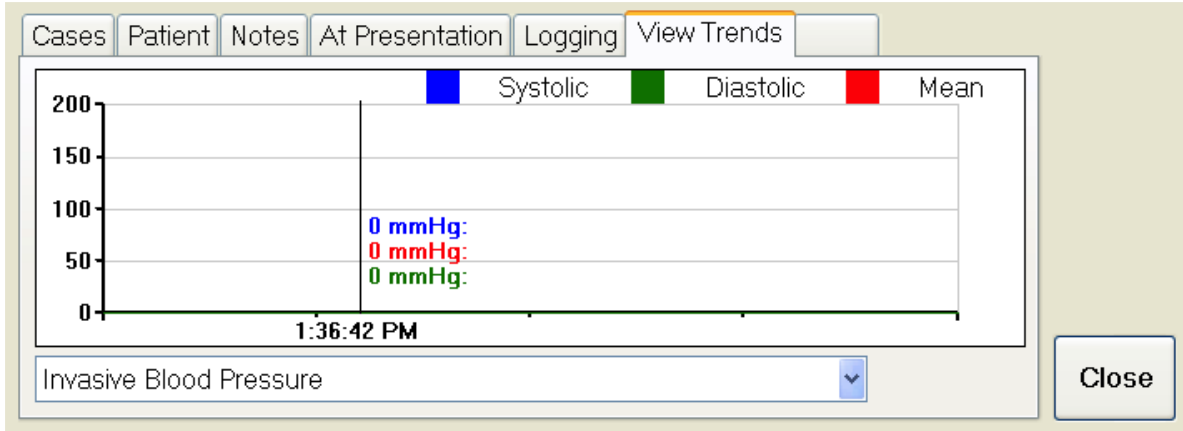 Cases Patient Notes At Presentation Logging View Trends
Systolic Diastolic Mean
200
150
100
0 mmHg:
0 mmHg:
50
0 mmHg:
0
1:36:42 PM
Invasive Blood Pressure
Close